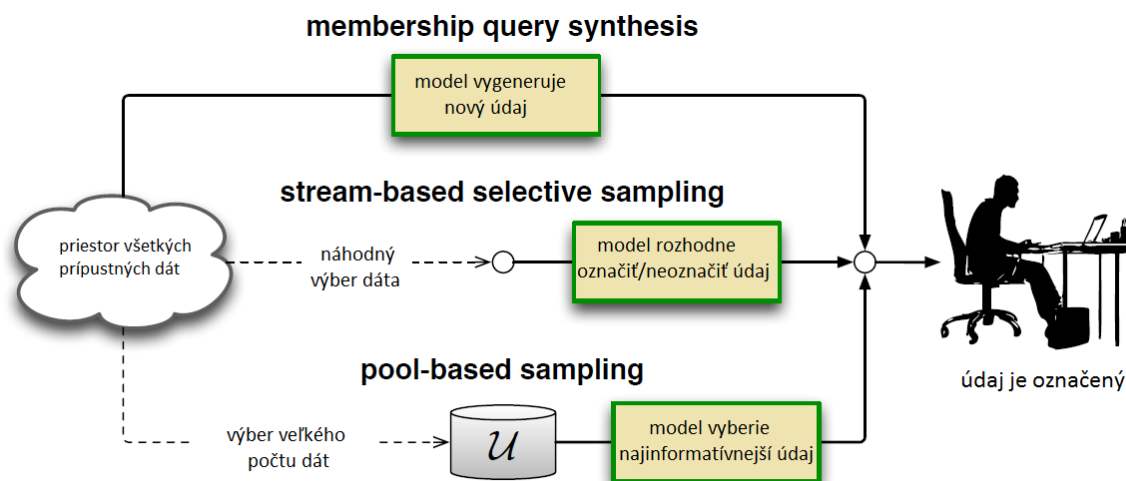 membership query synthesis
model vygeneruje
nový údaj
stream-based selective sampling
priestor všetkých
prípustných dát
náhodný
výber dáta
model rozhodne
označiť/neoznačiť údaj
pool-based sampling
údaj je označený
výber veľkého
počtu dát
U
model vyberie
najinformatívnejší údaj